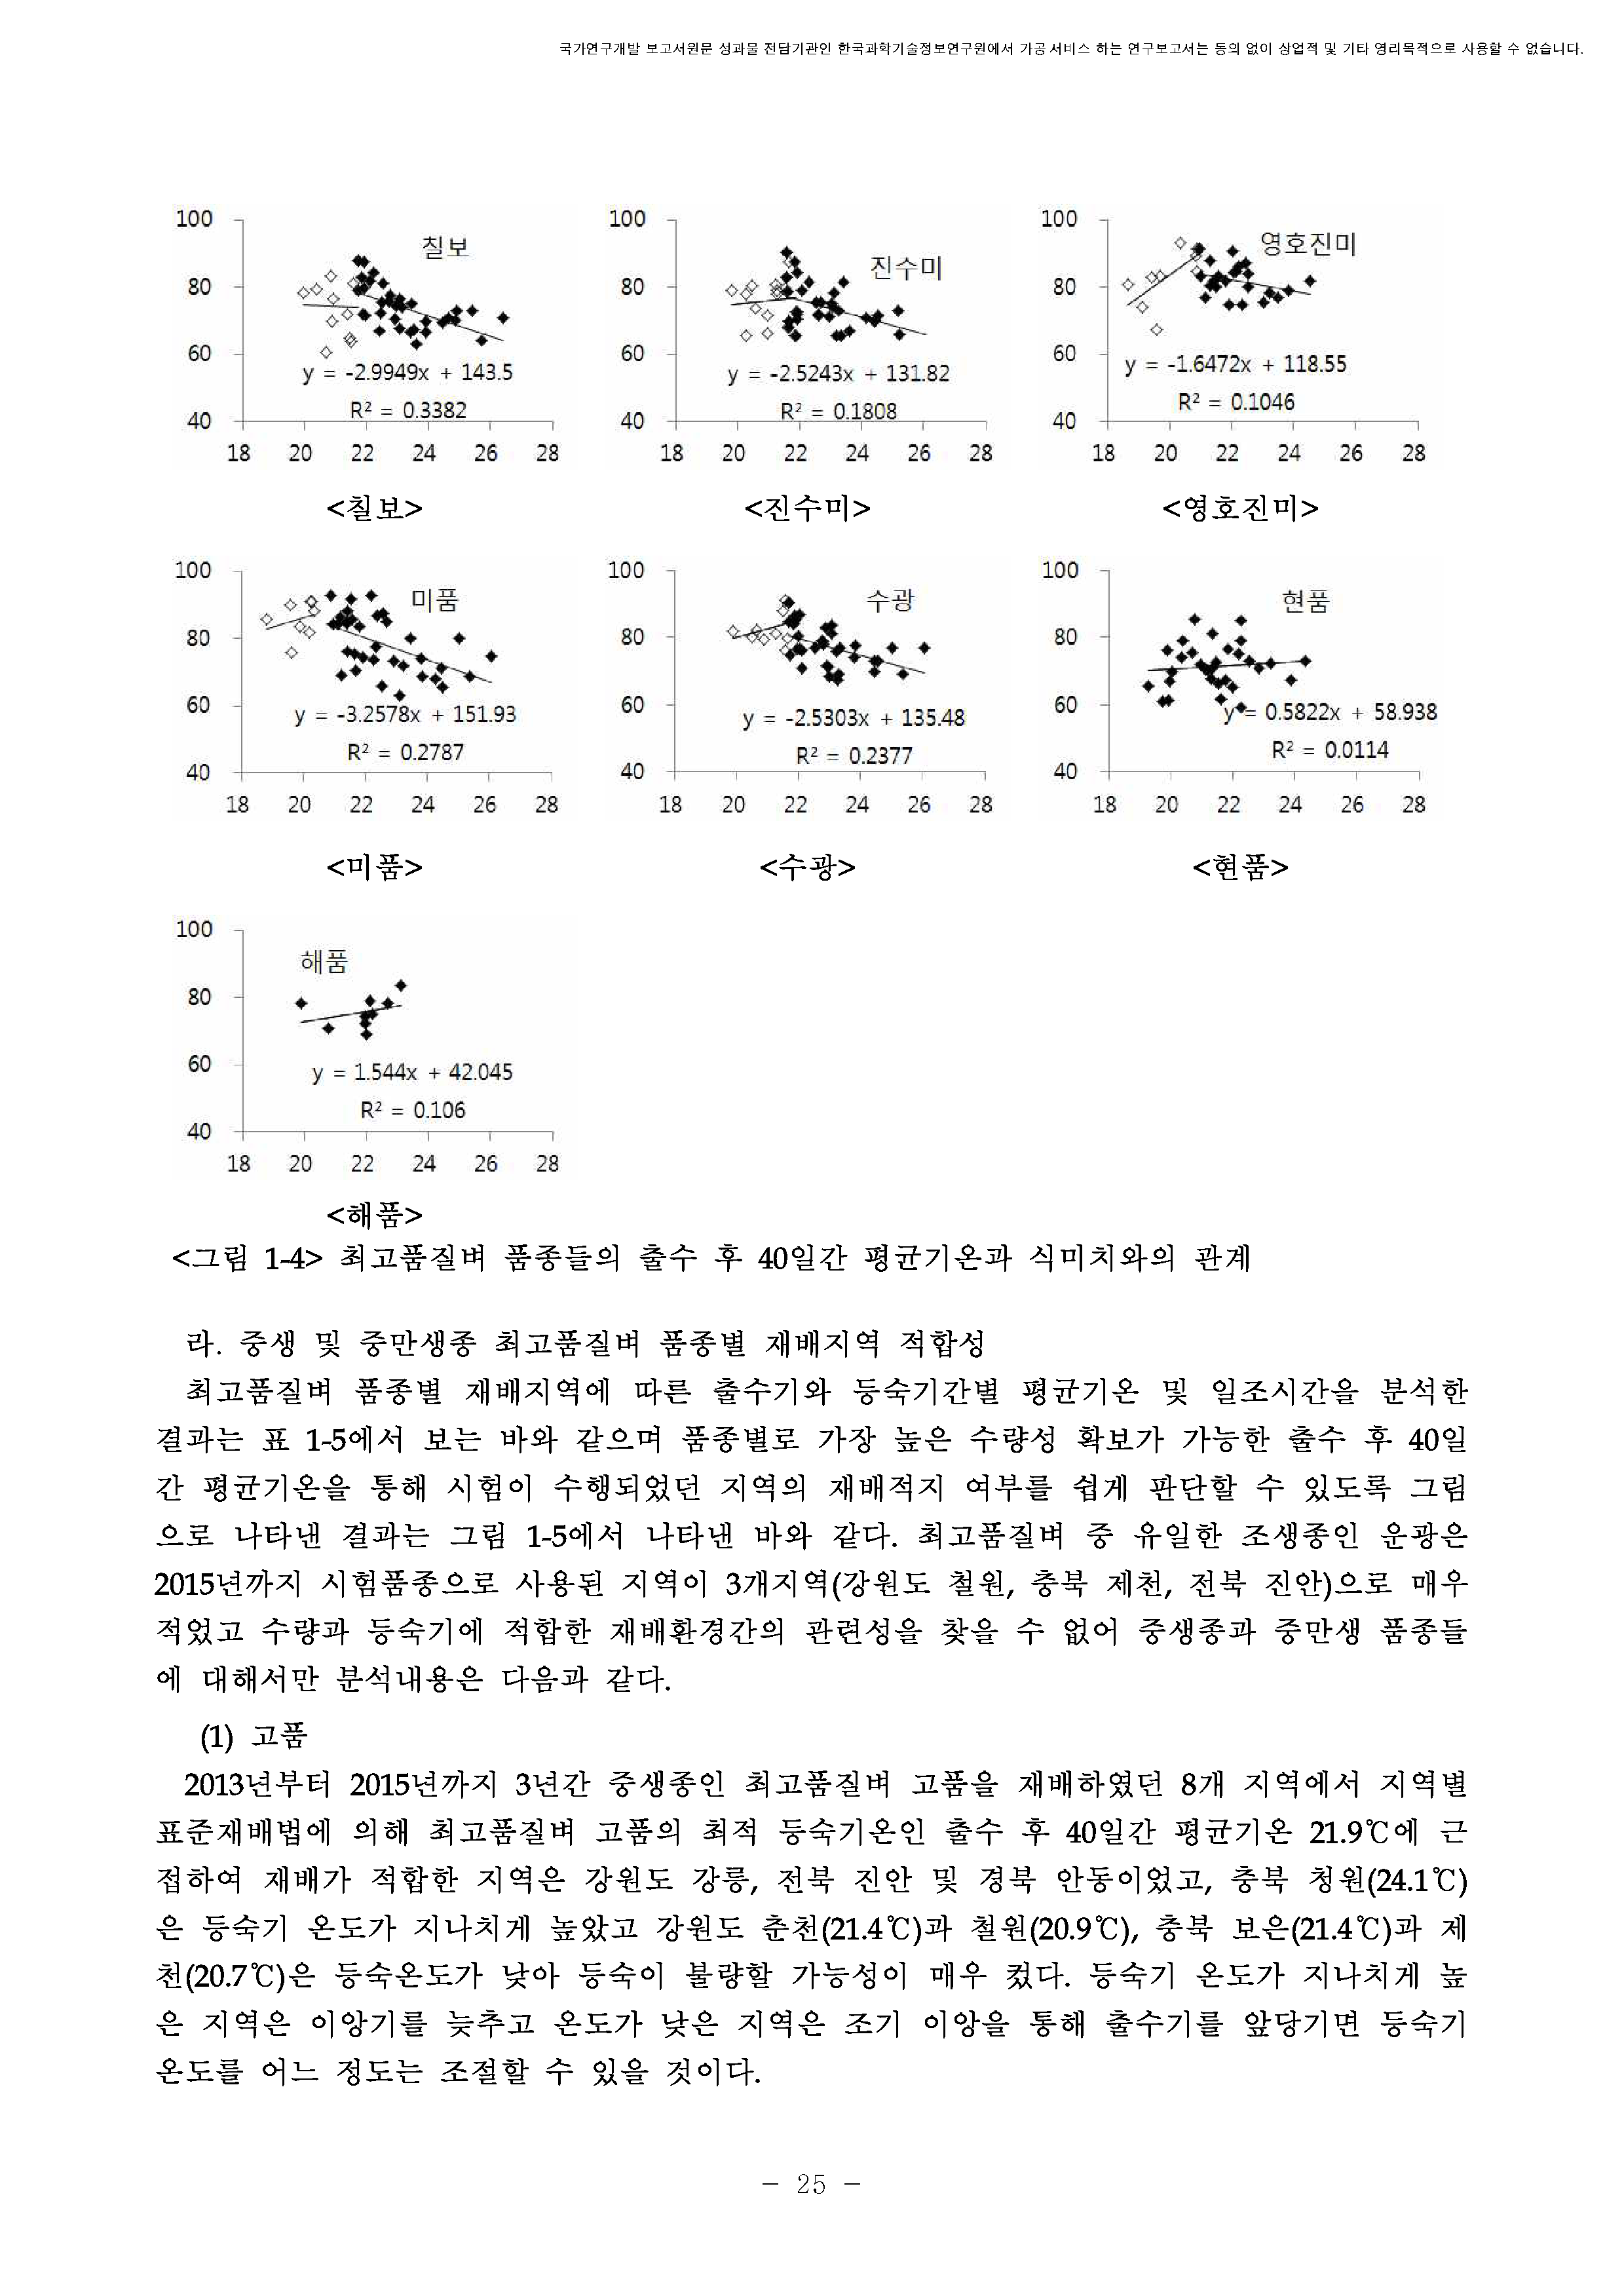 국가연구개발 보고서원문 성과물 전담기관인 한국과학기술정보연구원에서 가공·서비스 하는 연구보고서는 동의 없이 상업적 및 기타 영리목적으로 사용할 수 없습니다.
100
80
60
40
18 20 22 24 26 28
칠보
y = -2.9949x + 143.5
R² = 0.3382
<칠보>
100
80
60
40
18 20 22 24 26 28
진수미
y = -2.5243x + 131.82
R² = 0.1808
<진수미>
100
80
60
40
18 20 22 24 26 28
영호진미
y = -1.6472x + 118.55
R² = 0.1046
<영호진미>
100
80
60
40
18 20 22 24 26 28
미품
y = -3.2578x + 151.93
R² = 0.2787
<미품>
100
80
60
40
18 20 22 24 26 28
수광
y = -2.5303x + 135.48
R² = 0.2377
<수광>
100
80
60
40
18 20 22 24 26 28
현품
y = 0.5822x + 58.938
R² = 0.0114
<현품>
100
80
60
40
18 20 22 24 26 28
해품
y = 1.544x + 42.045
R² = 0.106
<해품>
<그림 1-4> 최고품질벼 품종들의 출수 후 40일간 평균기온과 식미치와의 관계
라. 중생 및 중만생종 최고품질벼 품종별 재배지역 적합성
최고품질벼 품종별 재배지역에 따른 출수기와 등숙기간별 평균기온 및 일조시간을 분석한
결과는 표 1-5에서 보는 바와 같으며 품종별로 가장 높은 수량성 확보가 가능한 출수 후 40일
간 평균기온을 통해 시험이 수행되었던 지역의 재배적지 여부를 쉽게 판단할 수 있도록 그림
으로 나타낸 결과는 그림 1-5에서 나타낸 바와 같다. 최고품질벼 중 유일한 조생종인 운광은
2015년까지 시험품종으로 사용된 지역이 3개지역(강원도 철원, 충북 제천, 전북 진안)으로 매우
적었고 수량과 등숙기에 적합한 재배환경간의 관련성을 찾을 수 없어 중생종과 중만생 품종들
에 대해서만 분석내용은 다음과 같다.
(1) 고품
2013년부터 2015년까지 3년간 중생종인 최고품질벼 고품을 재배하였던 8개 지역에서 지역별
표준재배법에 의해 최고품질벼 고품의 최적 등숙기온인 출수 후 40일간 평균기온 21.9℃에 근
접하여 재배가 적합한 지역은 강원도 강릉, 전북 진안 및 경북 안동이었고, 충북 청원(24.1℃)
은 등숙기 온도가 지나치게 높았고 강원도 춘천(21.4℃)과 철원(20.9℃), 충북 보은(21.4℃)과 제
천(20.7℃)은 등숙온도가 낮아 등숙이 불량할 가능성이 매우 컸다. 등숙기 온도가 지나치게 높
은 지역은 이앙기를 늦추고 온도가 낮은 지역은 조기 이앙을 통해 출수기를 앞당기면 등숙기
온도를 어느 정도는 조절할 수 있을 것이다.
- 25 -